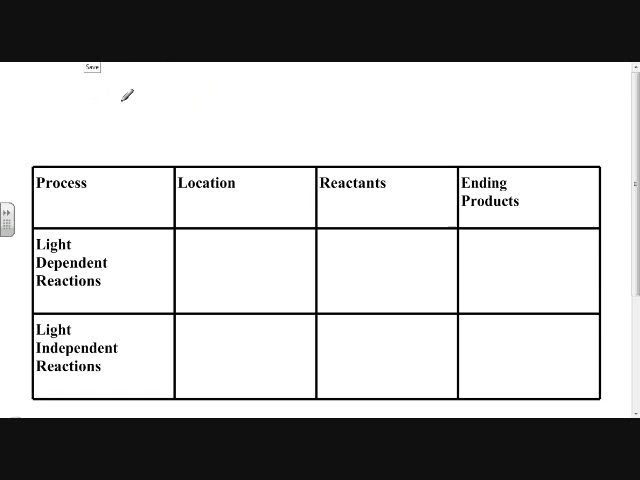 Save
Process
Location
Reactants
Ending
Products
Light
Dependent
Reactions
Light
Independent
Reactions